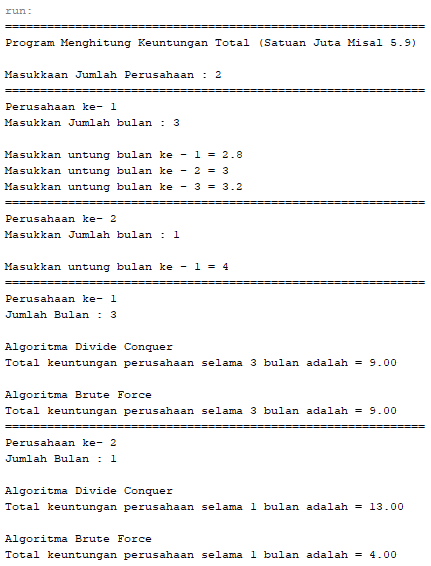 run:
============================================================
Program Menghitung Keuntungan Total (Satuan Juta Misal 5.9)
Masukkaan Jumlah Perusahaan : 2
============================================================
Perusahaan ke- 1
Masukkan Jumlah bulan : 3
Masukkan untung bulan ke - 1 = 2.8
Masukkan untung bulan ke - 2 = 3
Masukkan untung bulan ke - 3 = 3.2
============================================================
Perusahaan ke- 2
Masukkan Jumlah bulan : 1
Masukkan untung bulan ke - 1 = 4
============================================================
Perusahaan ke- 1
Jumlah Bulan : 3
Algoritma Divide Conquer
Total keuntungan perusahaan selama 3 bulan adalah = 9.00
Algoritma Brute Force
Total keuntungan perusahaan selama 3 bulan adalah = 9.00
============================================================
Perusahaan ke- 2
Jumlah Bulan : 1
Algoritma Divide Conquer
Total keuntungan perusahaan selama 1 bulan adalah = 13.00
Algoritma Brute Force
Total keuntungan perusahaan selama 1 bulan adalah = 4.00